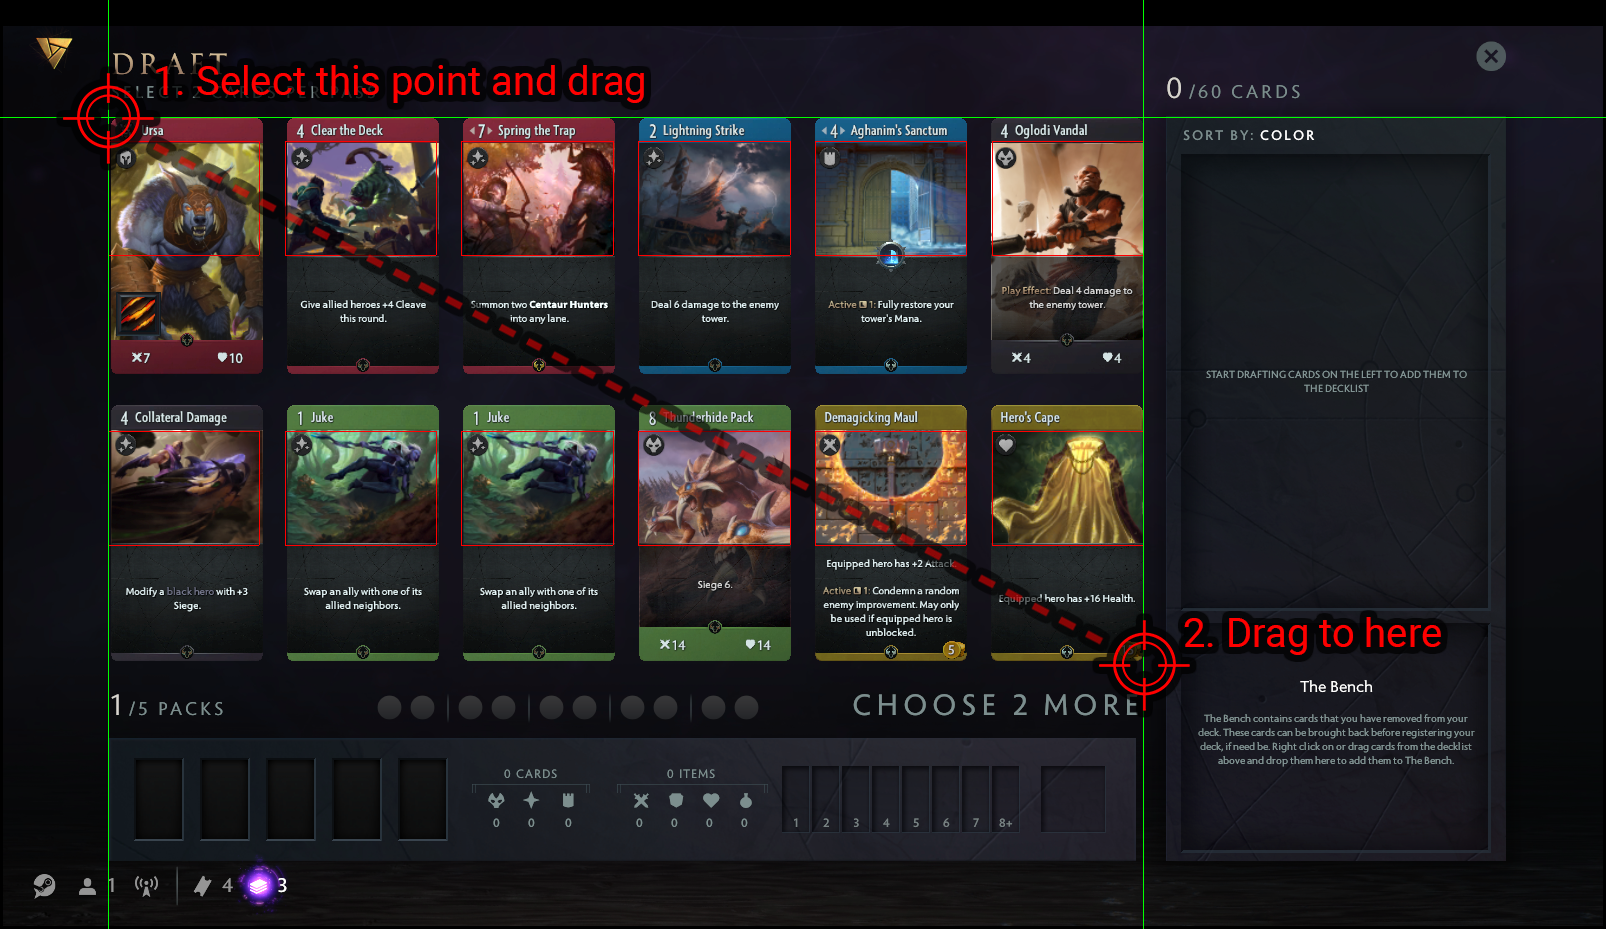 DRAFT
1. Select this point and drag
SELECT 2 CARDS PER PASS
0/60 CARDS
SORT BY: COLOR
Ursa
4 Clear the Deck
7 Spring the Trap
2 Lightning Strike
4 Aghanim's Sanctum
4 Oglodi Vandal
Give allied heroes +4 Cleave
this round.
Summon two Centaur Hunters
into any lane.
Deal 6 damage to the enemy
tower.
Active 1: Fully restore your
tower's Mana.
Play Effect: Deal 4 damage to
the enemy tower.
7 10
4 4
START DRAFTING CARDS ON THE LEFT TO ADD THEM TO
THE DECKLIST
4 Collateral Damage
1 Juke
1 Juke
8 Thunderhide Pack
Demagicking Maul
Hero's Cape
Modify a black hero with +3
Siege.
Swap an ally with one of its
allied neighbors.
Swap an ally with one of its
allied neighbors.
Siege 6.
14 14
Equipped hero has +2 Attack.
Active 1: Condemn a random
enemy improvement. May only
be used if equipped hero is
unblocked.
5
Equipped hero has +16 Health.
2. Drag to here
The Bench
The Bench contains cards that you have removed from your
deck. These cards can be brought back before registering your
deck, if need be. Right click on or drag cards from the decklist
above and drop them here to add them to The Bench.
1/5 PACKS
CHOOSE 2 MORE
0 CARDS
0 0 0
0 ITEMS
0 0 0 0
1 2 3 4 5 6 7 8+
1 4 3